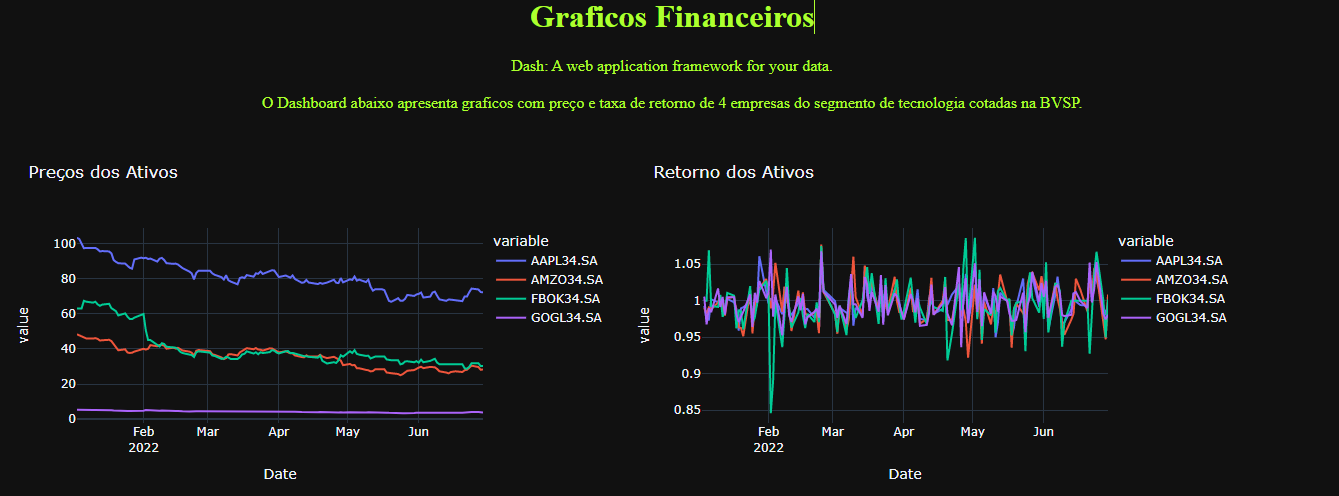 Graficos Financeiros
Dash: A web application framework for your data.
O Dashboard abaixo apresenta graficos com preço e taxa de retorno de 4 empresas do segmento de tecnologia cotadas na BVSP.
Preços dos Ativos
value
100
80
60
40
20
0
Feb
2022
Mar
Apr
May
Jun
Date
variable
AAPL34.SA
AMZO34.SA
FBOK34.SA
GOGL34.SA
Retorno dos Ativos
value
1.05
1
0.95
0.9
0.85
Feb
2022
Mar
Apr
May
Jun
Date
variable
AAPL34.SA
AMZO34.SA
FBOK34.SA
GOGL34.SA